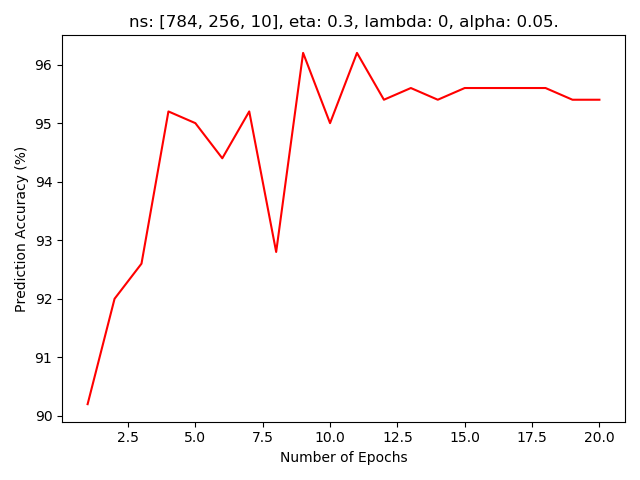 ns: [784, 256, 10], eta: 0.3, lambda: 0, alpha: 0.05.
Prediction Accuracy (%)
96
95
94
93
92
91
90
2.5 5.0 7.5 10.0 12.5 15.0 17.5 20.0
Number of Epochs